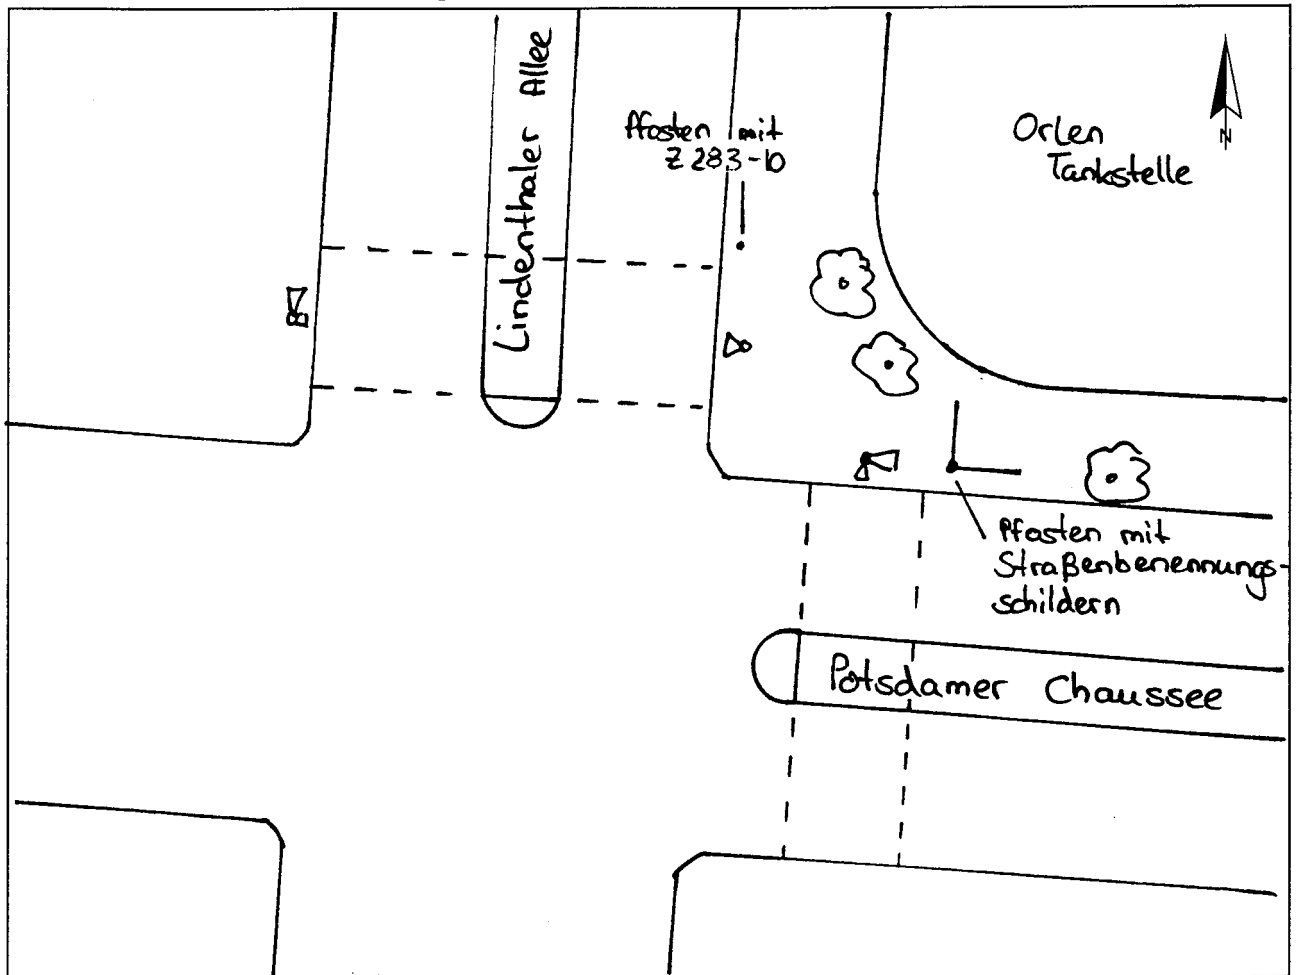 Lindenthaler Allee
Pfosten mit
Z 283-10
Orlen
Tankstelle
N
Pfosten mit
Straßenbenennungs-
schildern
Potsdamer Chaussee